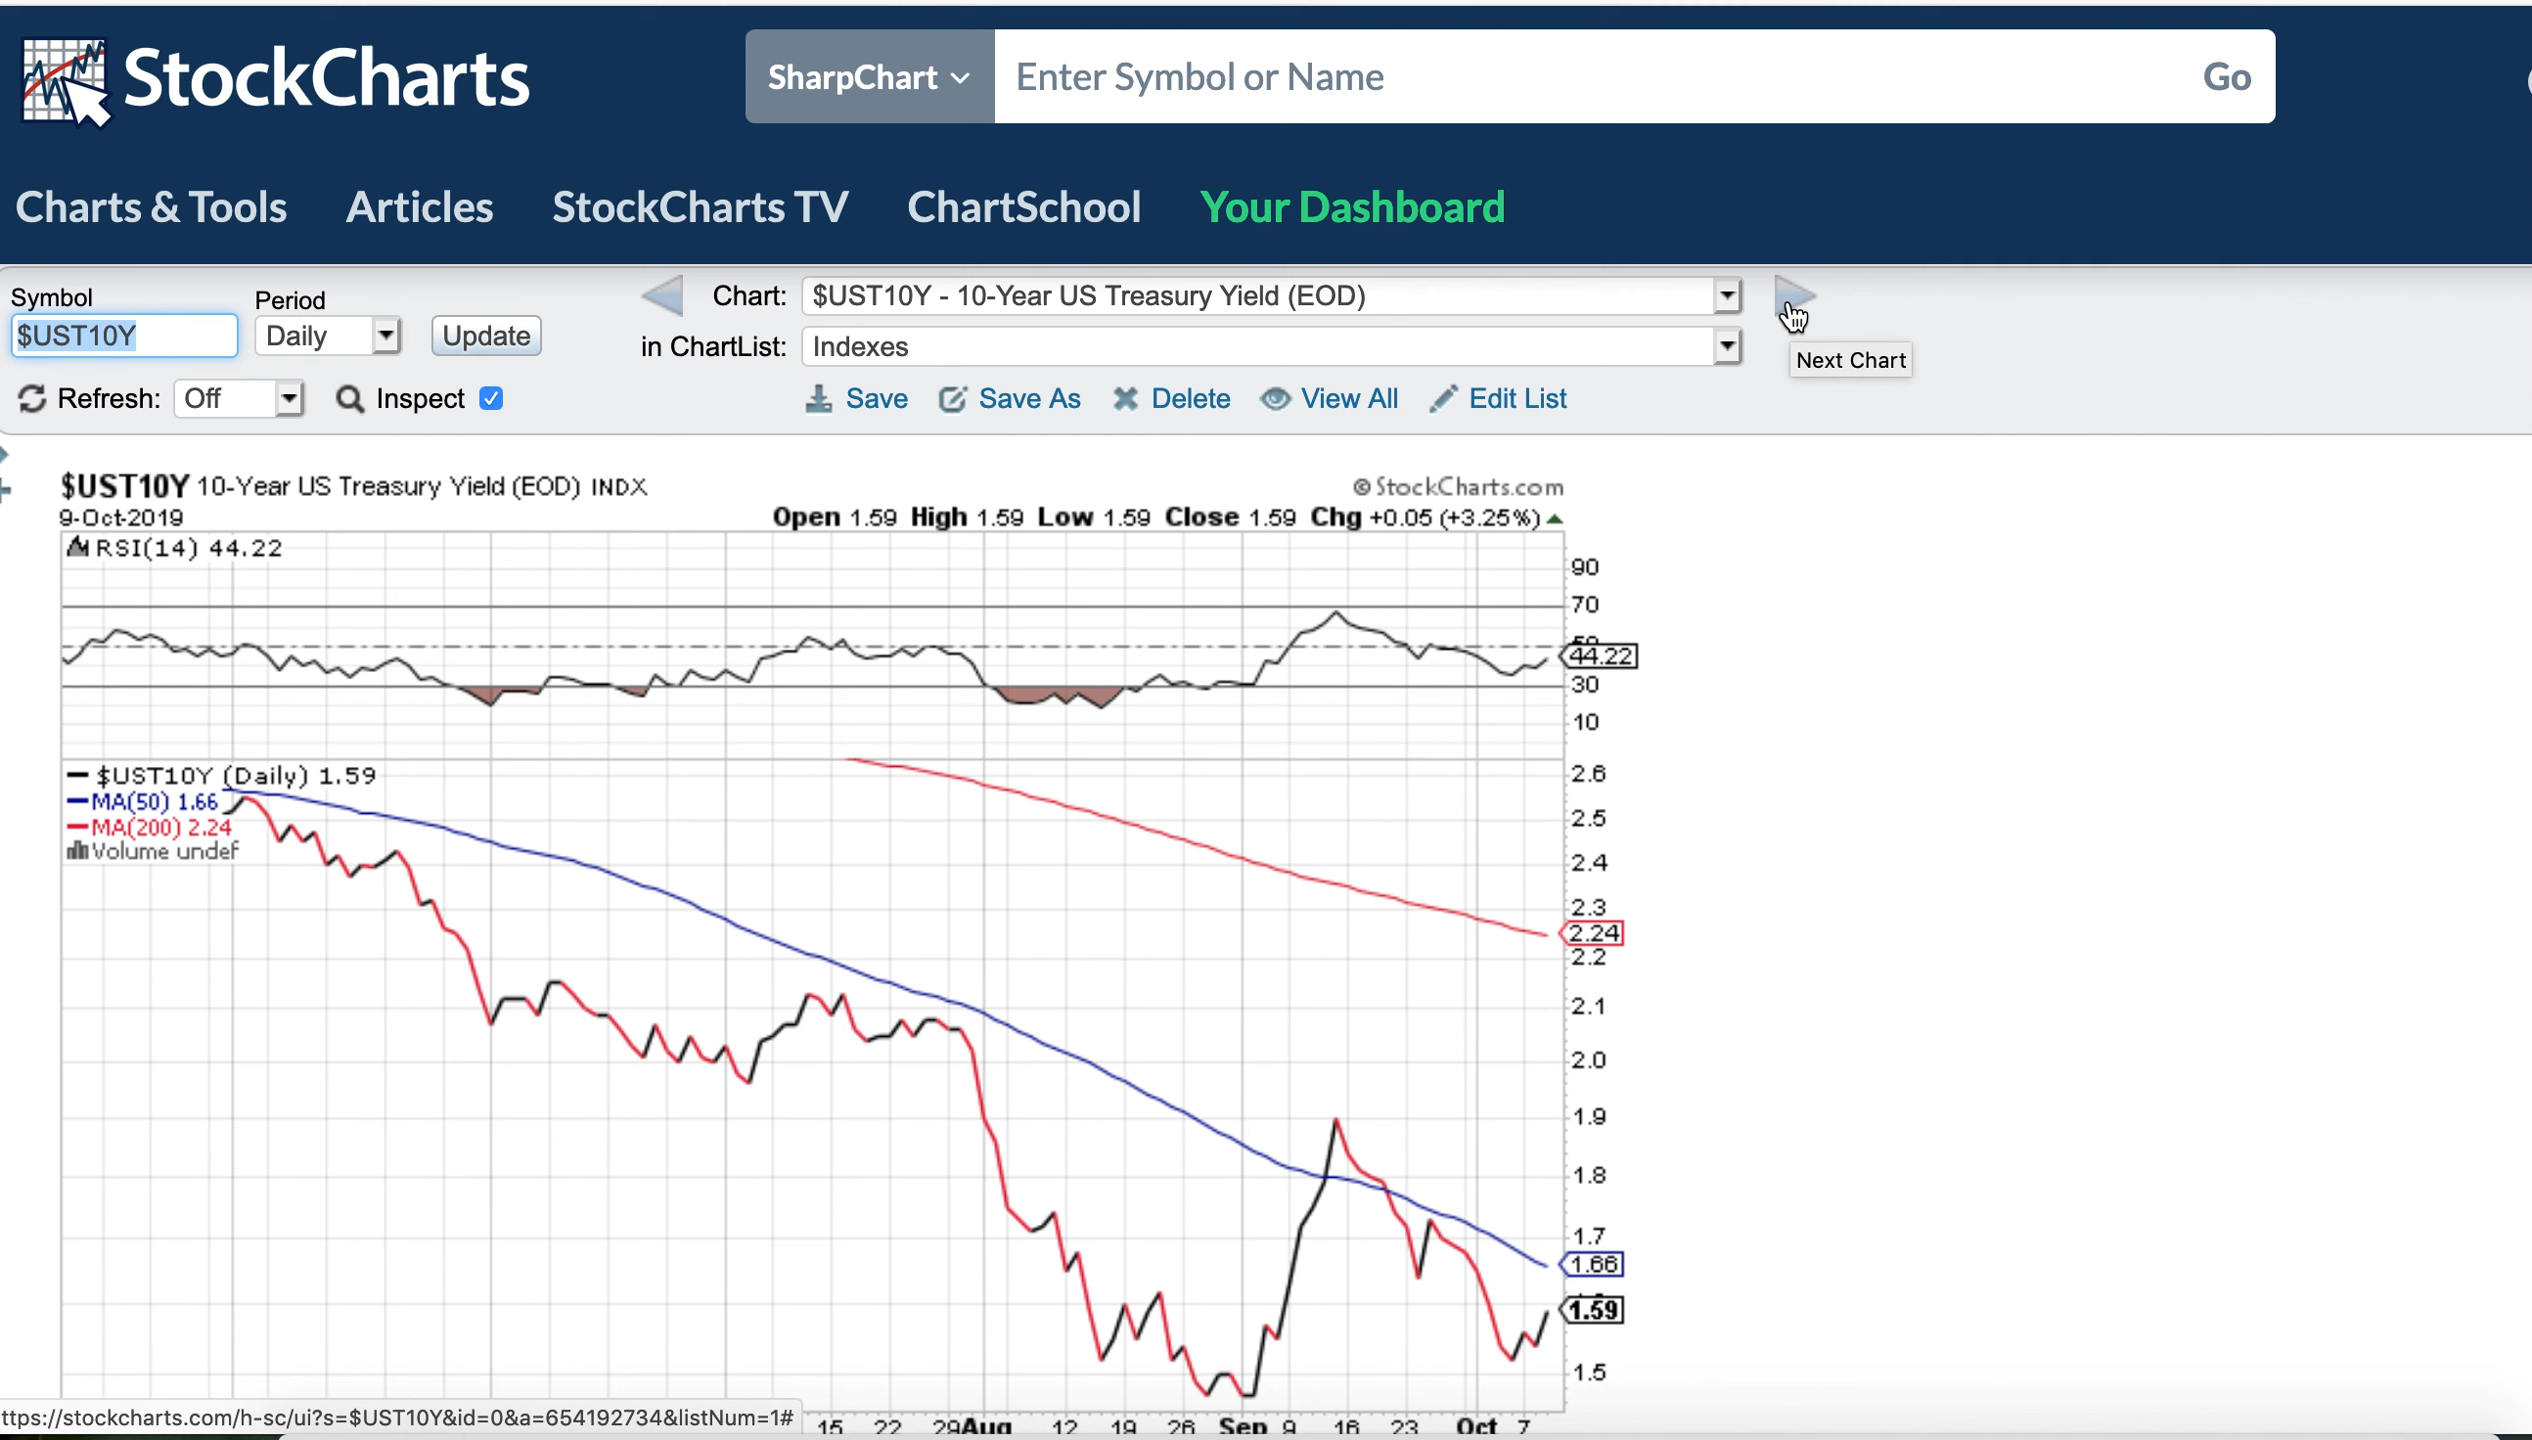 StockCharts
SharpChart Enter Symbol or Name Go
Charts & Tools Articles StockCharts TV ChartSchool Your Dashboard
Symbol Period
$UST10Y Daily Update
Chart: $UST10Y - 10-Year US Treasury Yield (EOD)
in ChartList: Indexes
Next Chart
Refresh: Off Inspect Save Save As Delete View All Edit List
$UST10Y 10-Year US Treasury Yield (EOD) INDX © StockCharts.com
9-Oct-2019 Open 1.59 High 1.59 Low 1.59 Close 1.59 Chg +0.05 (+3.25%)
RSI(14) 44.22
90
70
44.22
30
10
$UST10Y (Daily) 1.59
MA(50) 1.66
MA(200) 2.24
Volume undef
2.6
2.5
2.4
2.3
2.24
2.2
2.1
2.0
1.9
1.8
1.7
1.66
1.59
1.5
ttps://stockcharts.com/h-sc/ui?s=$UST10Y&id=0&a=654192734&listNum=1#
15 22 29 Aug 12 19 26 Sep 9 16 23 Oct 7